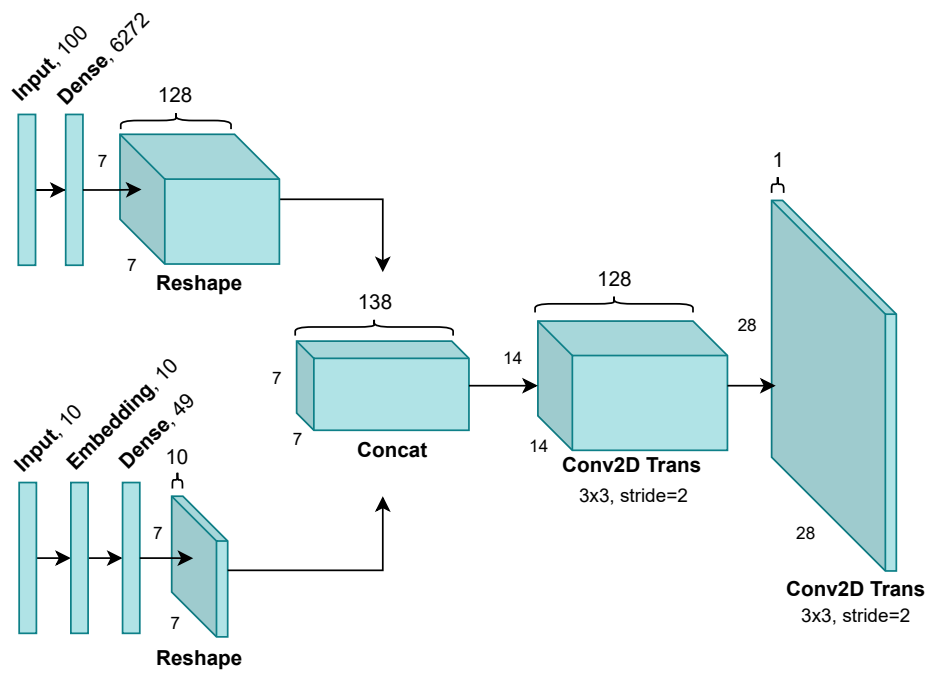 Input, 100
Dense, 6272
128
7
7
Reshape
Input, 10
Embedding, 10
Dense, 49
10
7
7
Reshape
138
7
7
Concat
128
14
14
Conv2D Trans
3x3, stride=2
1
28
28
Conv2D Trans
3x3, stride=2